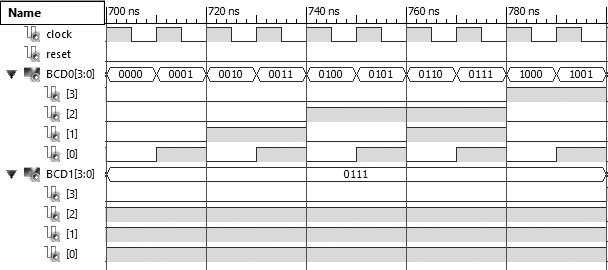 Name 700 ns 720 ns 740 ns 760 ns 780 ns
clock
reset
BCD0[3:0] 0000 0001 0010 0011 0100 0101 0110 0111 1000 1001
[3]
[2]
[1]
[0]
BCD1[3:0] 0111
[3]
[2]
[1]
[0]